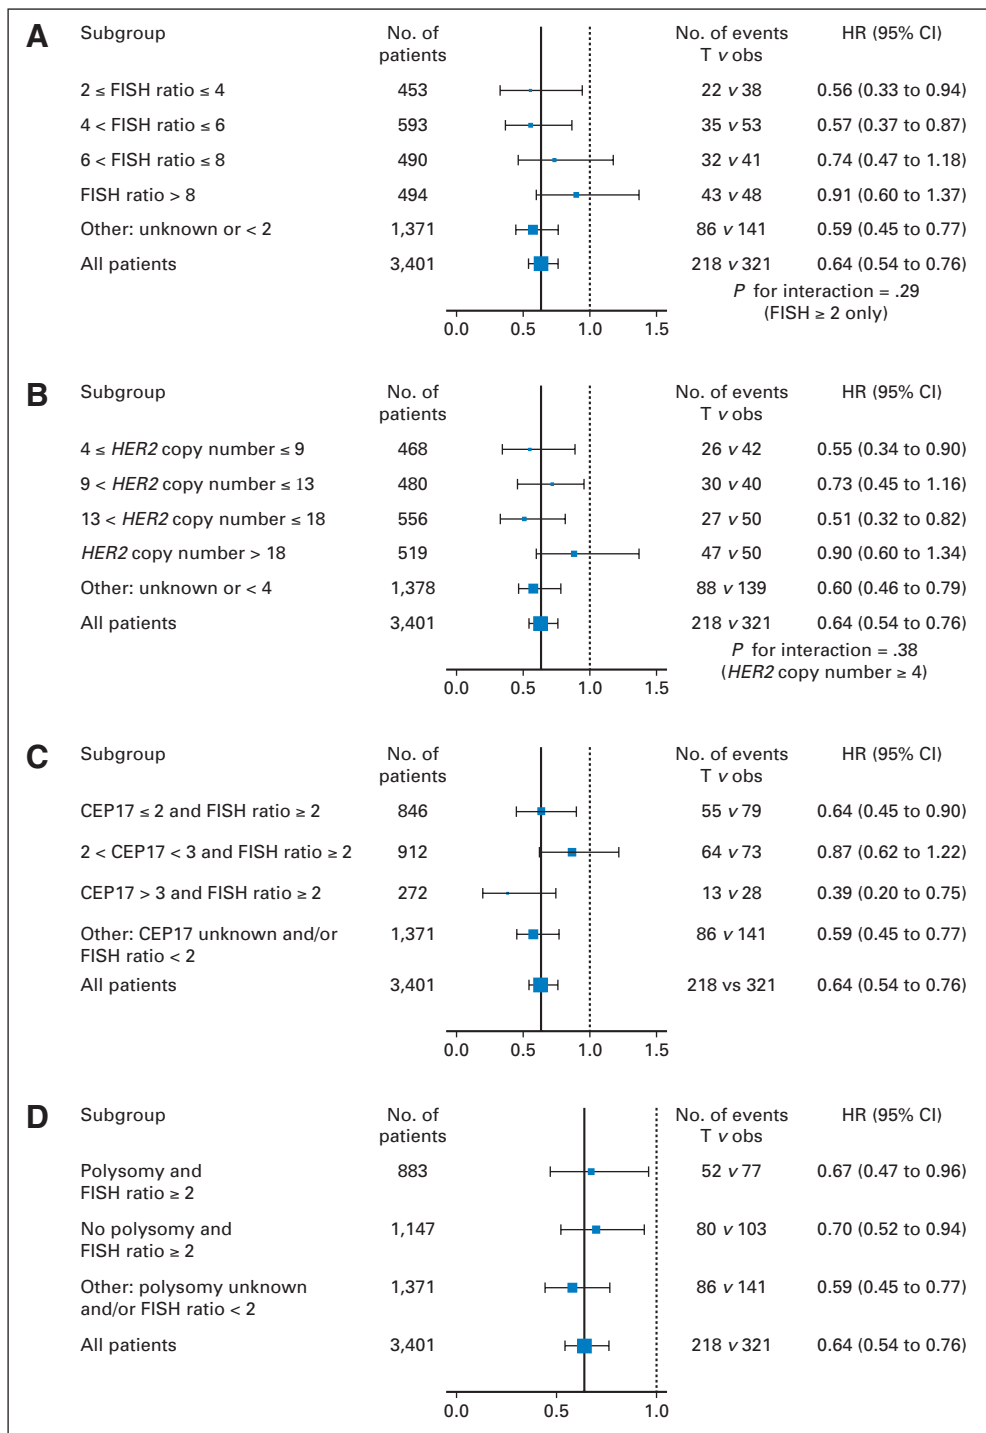 A Subgroup No. of patients No. of events T v obs HR (95% CI)
2 ≤ FISH ratio ≤ 4 453 22 v 38 0.56 (0.33 to 0.94)
4 < FISH ratio ≤ 6 593 35 v 53 0.57 (0.37 to 0.87)
6 < FISH ratio ≤ 8 490 32 v 41 0.74 (0.47 to 1.18)
FISH ratio > 8 494 43 v 48 0.91 (0.60 to 1.37)
Other: unknown or < 2 1,371 86 v 141 0.59 (0.45 to 0.77)
All patients 3,401 218 v 321 0.64 (0.54 to 0.76)
P for interaction = .29
(FISH ≥ 2 only)
0.0 0.5 1.0 1.5
B Subgroup No. of patients No. of events T v obs HR (95% CI)
4 ≤ HER2 copy number ≤ 9 468 26 v 42 0.55 (0.34 to 0.90)
9 < HER2 copy number ≤ 13 480 30 v 40 0.73 (0.45 to 1.16)
13 < HER2 copy number ≤ 18 556 27 v 50 0.51 (0.32 to 0.82)
HER2 copy number > 18 519 47 v 50 0.90 (0.60 to 1.34)
Other: unknown or < 4 1,378 88 v 139 0.60 (0.46 to 0.79)
All patients 3,401 218 v 321 0.64 (0.54 to 0.76)
P for interaction = .38
(HER2 copy number ≥ 4)
0.0 0.5 1.0 1.5
C Subgroup No. of patients No. of events T v obs HR (95% CI)
CEP17 ≤ 2 and FISH ratio ≥ 2 846 55 v 79 0.64 (0.45 to 0.90)
2 < CEP17 < 3 and FISH ratio ≥ 2 912 64 v 73 0.87 (0.62 to 1.22)
CEP17 > 3 and FISH ratio ≥ 2 272 13 v 28 0.39 (0.20 to 0.75)
Other: CEP17 unknown and/or 1,371 86 v 141 0.59 (0.45 to 0.77)
FISH ratio < 2
All patients 3,401 218 vs 321 0.64 (0.54 to 0.76)
0.0 0.5 1.0 1.5
D Subgroup No. of patients No. of events T v obs HR (95% CI)
Polysomy and 883 52 v 77 0.67 (0.47 to 0.96)
FISH ratio ≥ 2
No polysomy and 1,147 80 v 103 0.70 (0.52 to 0.94)
FISH ratio ≥ 2
Other: polysomy unknown 1,371 86 v 141 0.59 (0.45 to 0.77)
and/or FISH ratio < 2
All patients 3,401 218 v 321 0.64 (0.54 to 0.76)
0.0 0.5 1.0